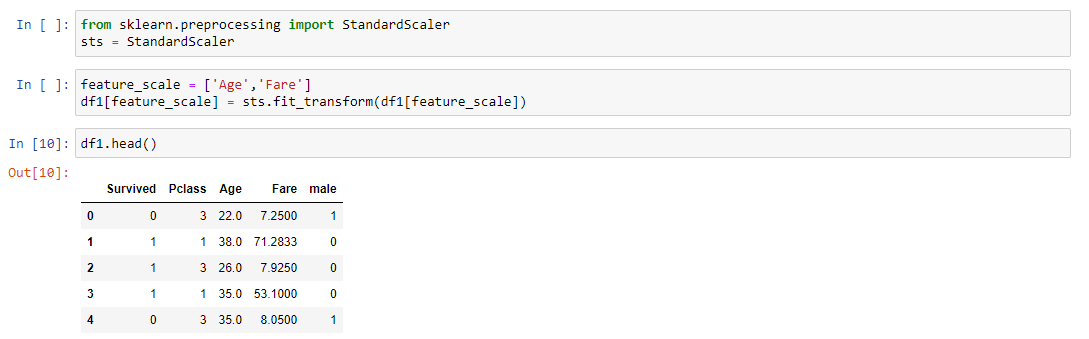 In [ ]: from sklearn.preprocessing import StandardScaler
sts = StandardScaler
In [ ]: feature_scale = ['Age','Fare']
df1[feature_scale] = sts.fit_transform(df1[feature_scale])
In [10]: df1.head()
Out[10]:
Survived Pclass Age Fare male
0 0 3 22.0 7.2500 1
1 1 1 38.0 71.2833 0
2 1 3 26.0 7.9250 0
3 1 1 35.0 53.1000 0
4 0 3 35.0 8.0500 1